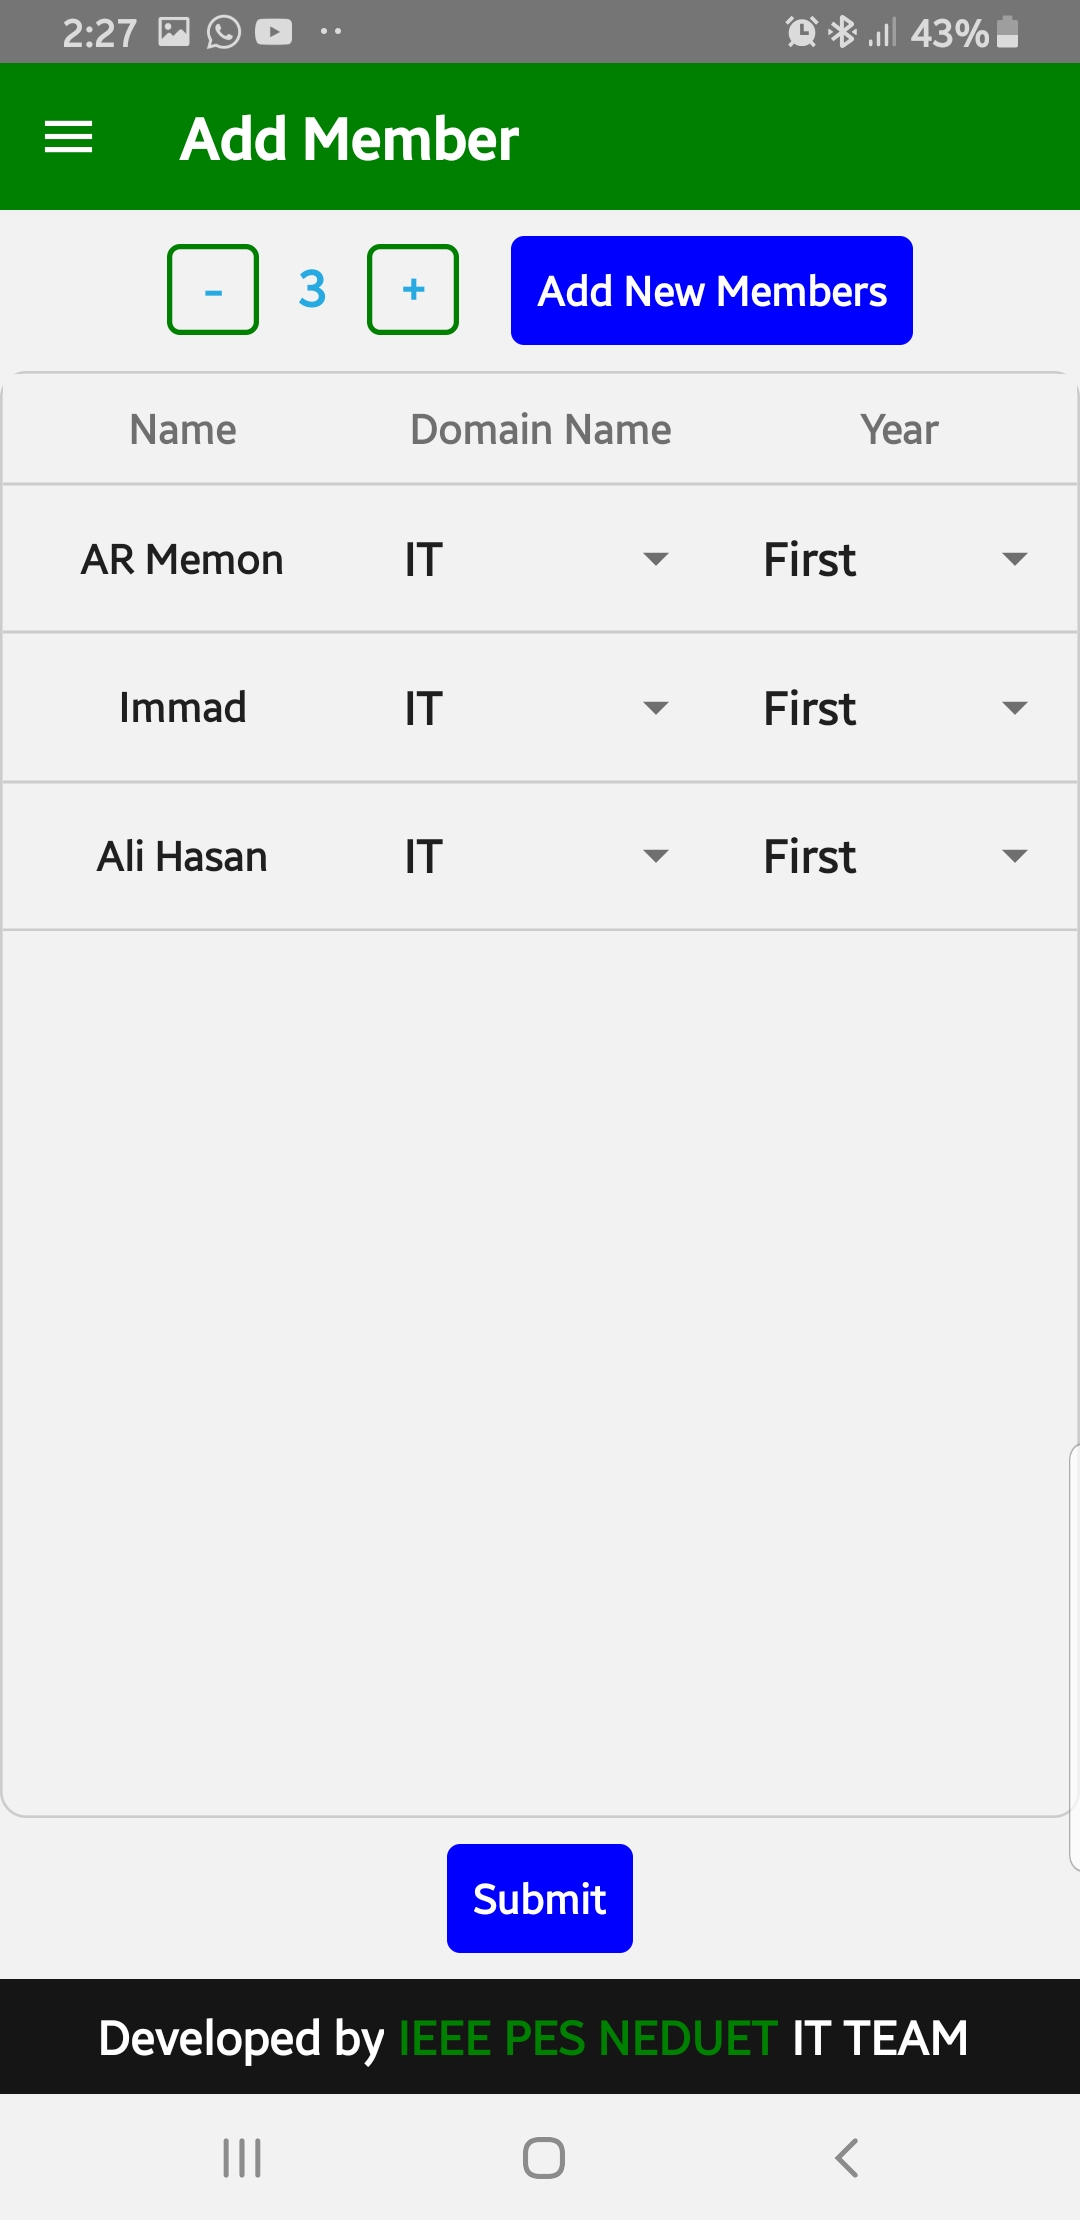 2:27 43%
Add Member
- 3 + Add New Members
Name Domain Name Year
AR Memon IT First
Immad IT First
Ali Hasan IT First
Submit
Developed by IEEE PES NEDUET IT TEAM